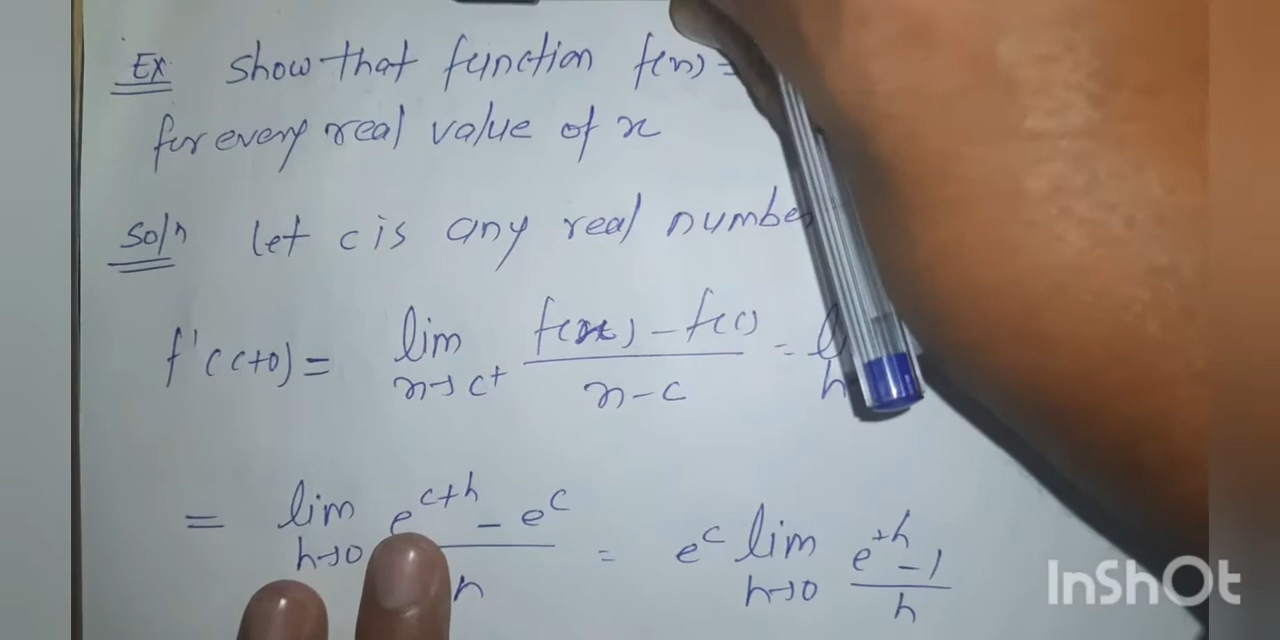 Ex Show that function f(x) =
for every real value of x
Soln Let c is any real number
f'(c+0) = lim x→c+ f(x) - f(c) / x-c =
= lim h→0 e^{c+h} - e^c / h = e^c lim h→0 e^{+h} - 1 / h
InShOt